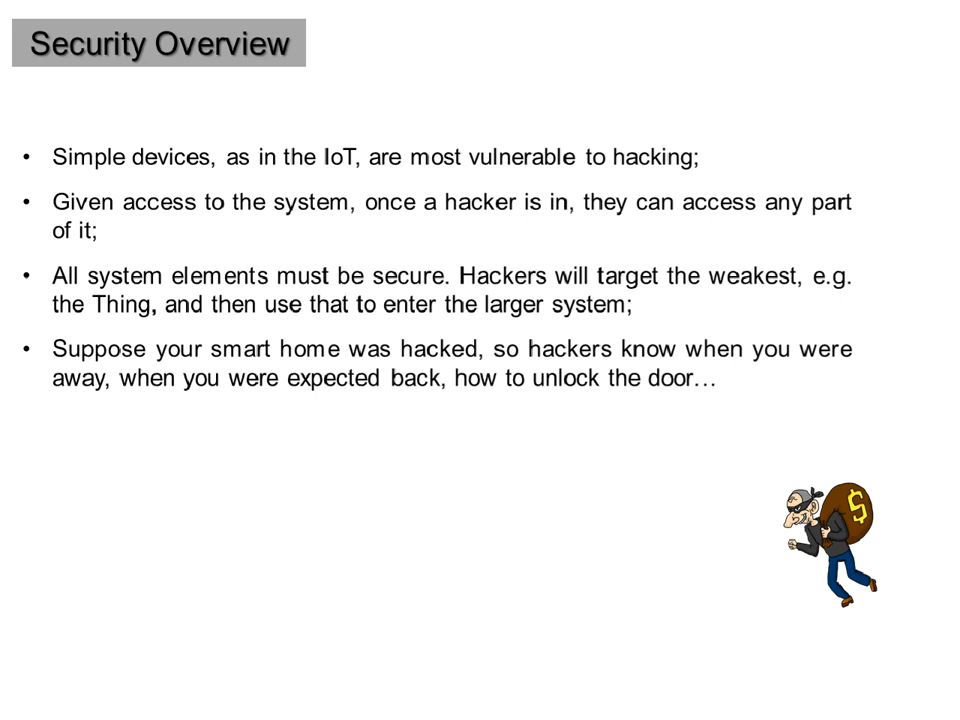 Security Overview
• Simple devices, as in the IoT, are most vulnerable to hacking;
• Given access to the system, once a hacker is in, they can access any part
of it;
• All system elements must be secure. Hackers will target the weakest, e.g.
the Thing, and then use that to enter the larger system;
• Suppose your smart home was hacked, so hackers know when you were
away, when you were expected back, how to unlock the door…
$